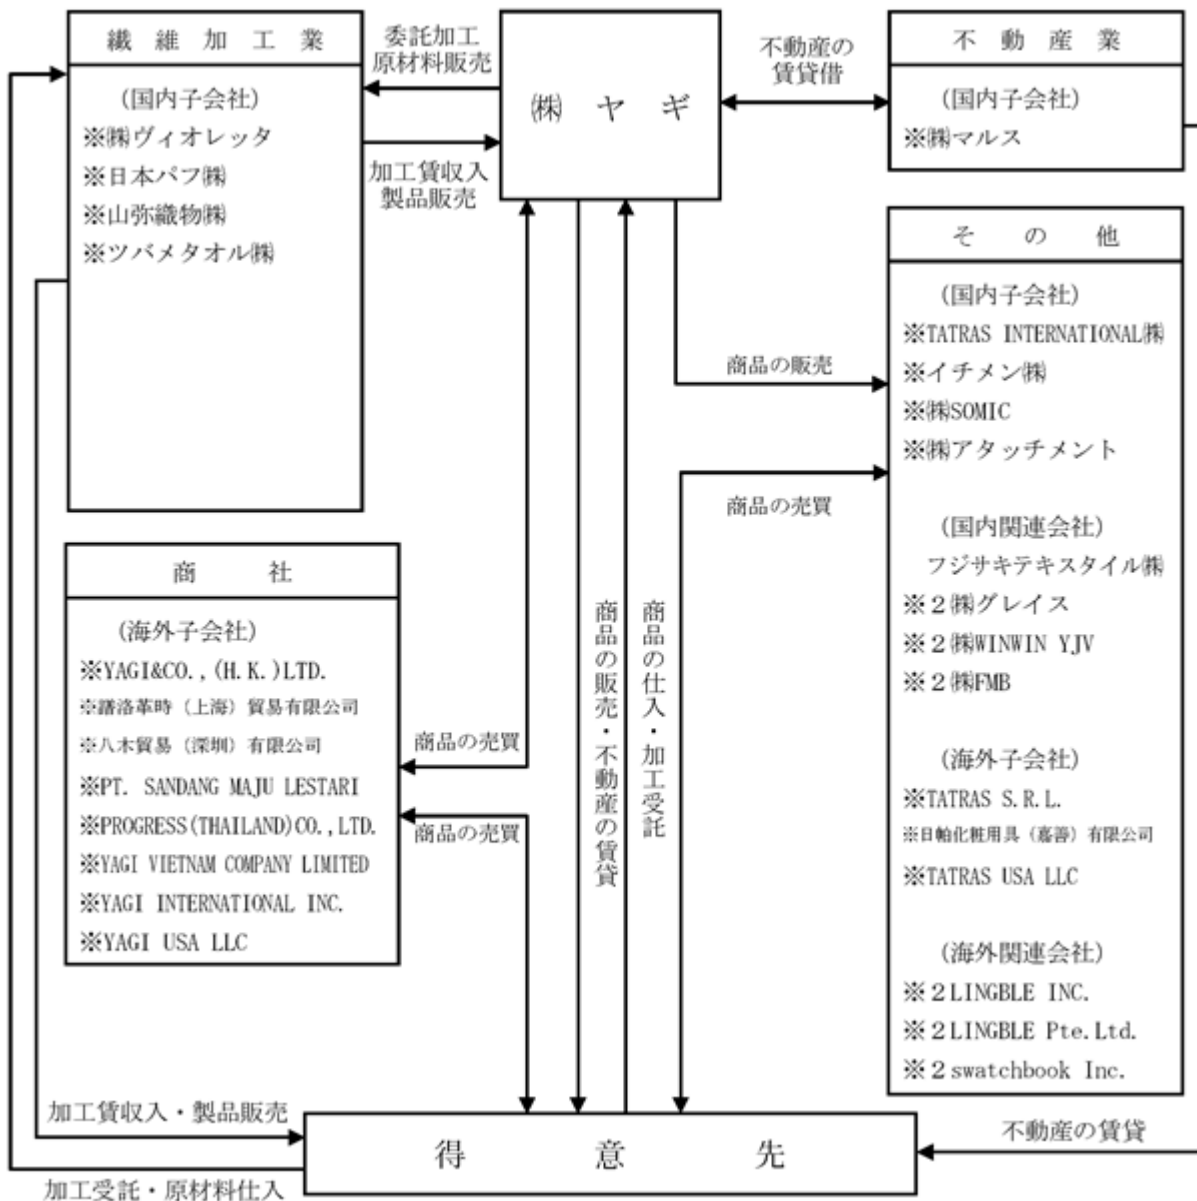 繊維加工業
(国内子会社)
※㈱ヴィオレッタ
※日本パフ㈱
※山弥織物㈱
※ツバメタオル㈱
委託加工
原材料販売
加工賃収入
製品販売
㈱ヤギ
不動産の
賃貸借
不動産業
(国内子会社)
※㈱マルス
その他
(国内子会社)
※TATRAS INTERNATIONAL㈱
※イチメン㈱
※㈱SOMIC
※㈱アタッチメント
(国内関連会社)
フジサキテキスタイル㈱
※2㈱グレイス
※2㈱WINWIN YJV
※2㈱FMB
(海外子会社)
※TATRAS S.R.L.
※日帕化粧用具（嘉善）有限公司
※TATRAS USA LLC
(海外関連会社)
※2LINGBLE INC.
※2LINGBLE Pte.Ltd.
※2swatchbook Inc.
商品の販売
商品の売買
商社
(海外子会社)
※YAGI&CO.,(H.K.)LTD.
※譜洛革時（上海）貿易有限公司
※八木貿易（深圳）有限公司
※PT. SANDANG MAJU LESTARI
※PROGRESS(THAILAND)CO.,LTD.
※YAGI VIETNAM COMPANY LIMITED
※YAGI INTERNATIONAL INC.
※YAGI USA LLC
商品の売買
商品の売買
商品の販売・不動産の賃貸
商品の仕入・加工受託
加工賃収入・製品販売
加工受託・原材料仕入
得意先
不動産の賃貸